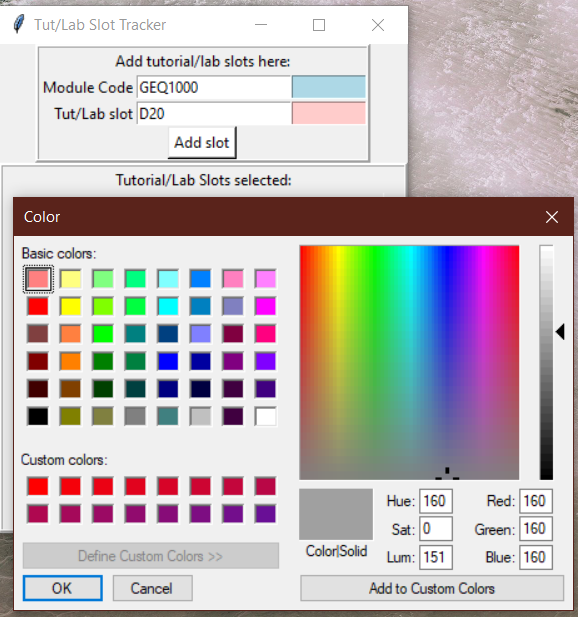 Tut/Lab Slot Tracker
Add tutorial/lab slots here:
Module Code GEQ1000
Tut/Lab slot D20
Add slot
Tutorial/Lab Slots selected:
Color
Basic colors:
Custom colors:
Define Custom Colors >>
OK Cancel
Color|Solid
Hue: 160 Red: 160
Sat: 0 Green: 160
Lum: 151 Blue: 160
Add to Custom Colors